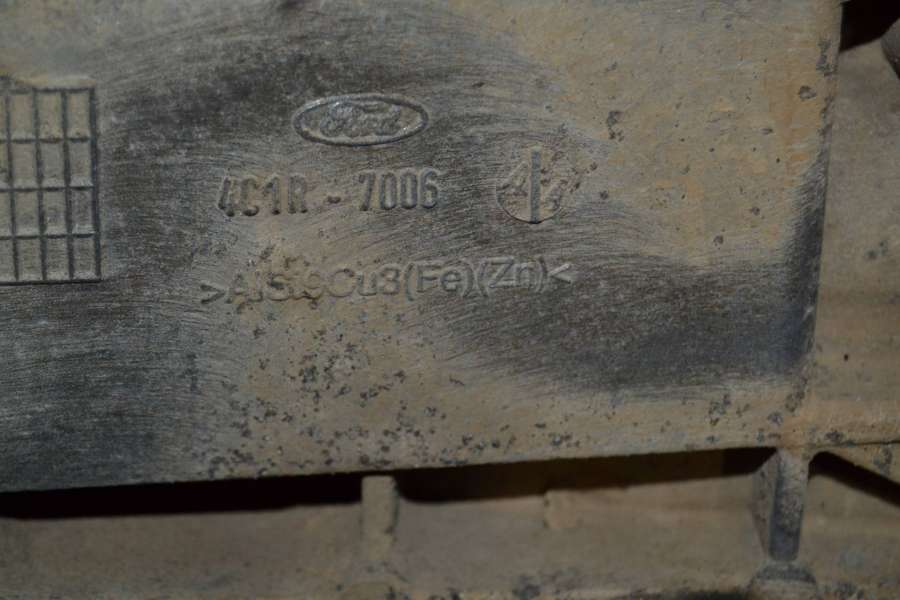 Ford
4C1R - 7006
>AlSi9Cu3(Fe)(Zn)<